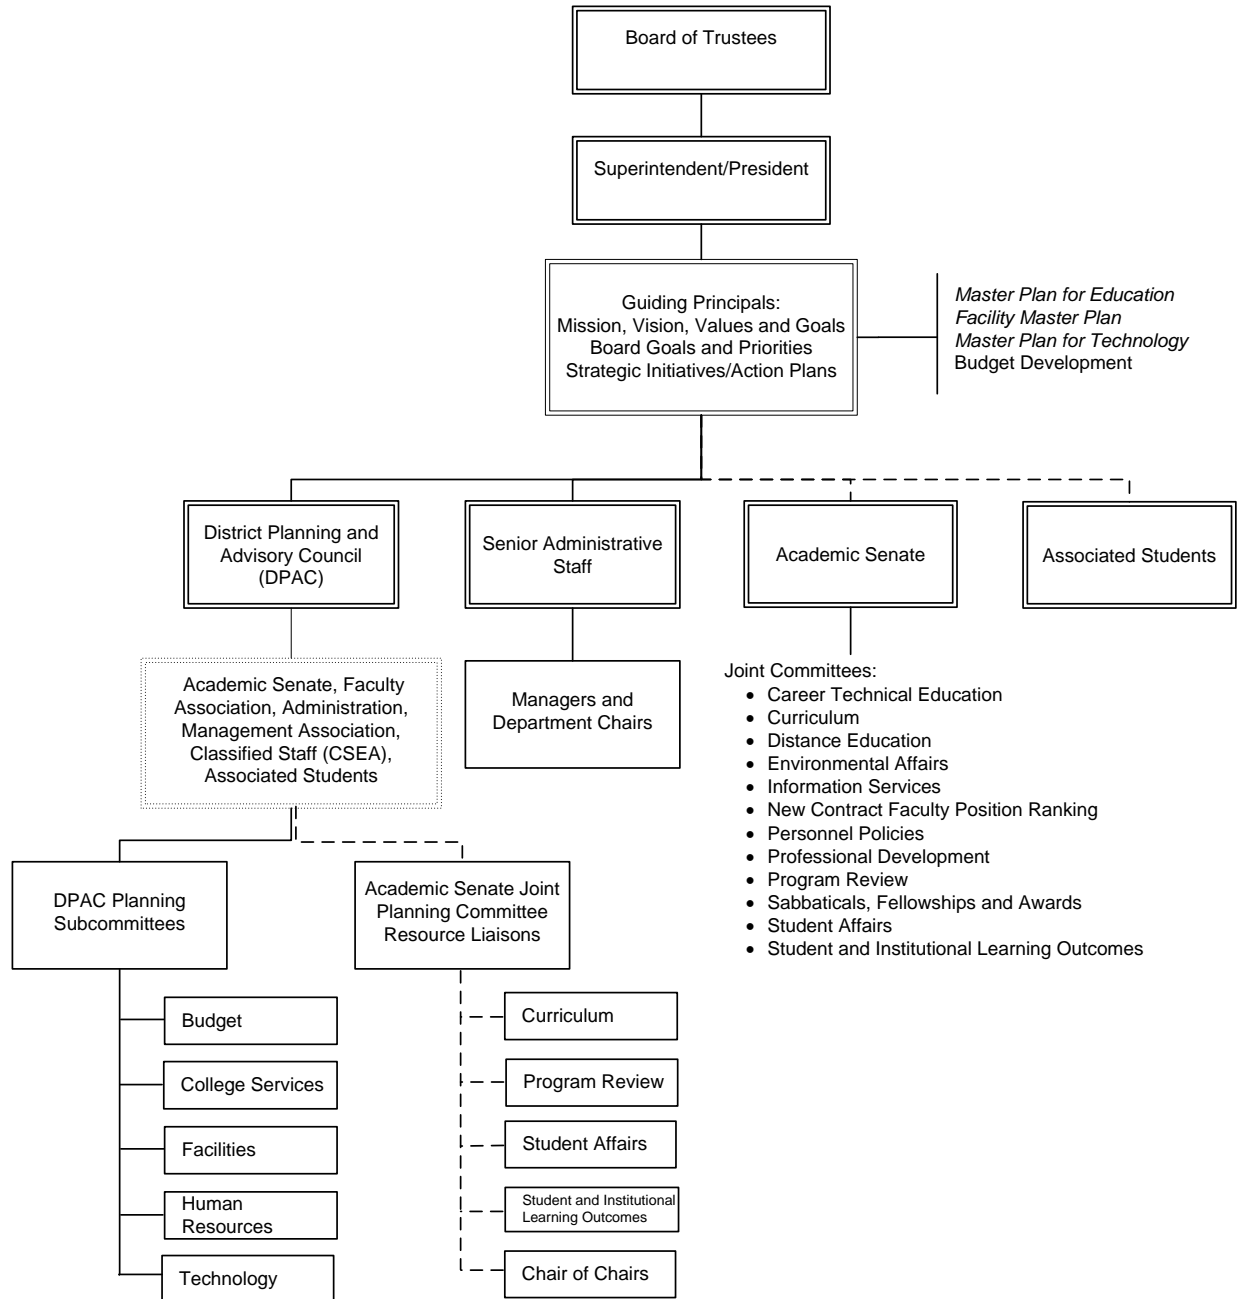 Board of Trustees
Superintendent/President
Guiding Principals:
Mission, Vision, Values and Goals
Board Goals and Priorities
Strategic Initiatives/Action Plans
Master Plan for Education
Facility Master Plan
Master Plan for Technology
Budget Development
District Planning and
Advisory Council
(DPAC)
Senior Administrative
Staff
Academic Senate
Associated Students
Academic Senate, Faculty
Association, Administration,
Management Association,
Classified Staff (CSEA),
Associated Students
Managers and
Department Chairs
Joint Committees:
• Career Technical Education
• Curriculum
• Distance Education
• Environmental Affairs
• Information Services
• New Contract Faculty Position Ranking
• Personnel Policies
• Professional Development
• Program Review
• Sabbaticals, Fellowships and Awards
• Student Affairs
• Student and Institutional Learning Outcomes
DPAC Planning
Subcommittees
Academic Senate Joint
Planning Committee
Resource Liaisons
Budget
College Services
Facilities
Human
Resources
Technology
Curriculum
Program Review
Student Affairs
Student and Institutional
Learning Outcomes
Chair of Chairs